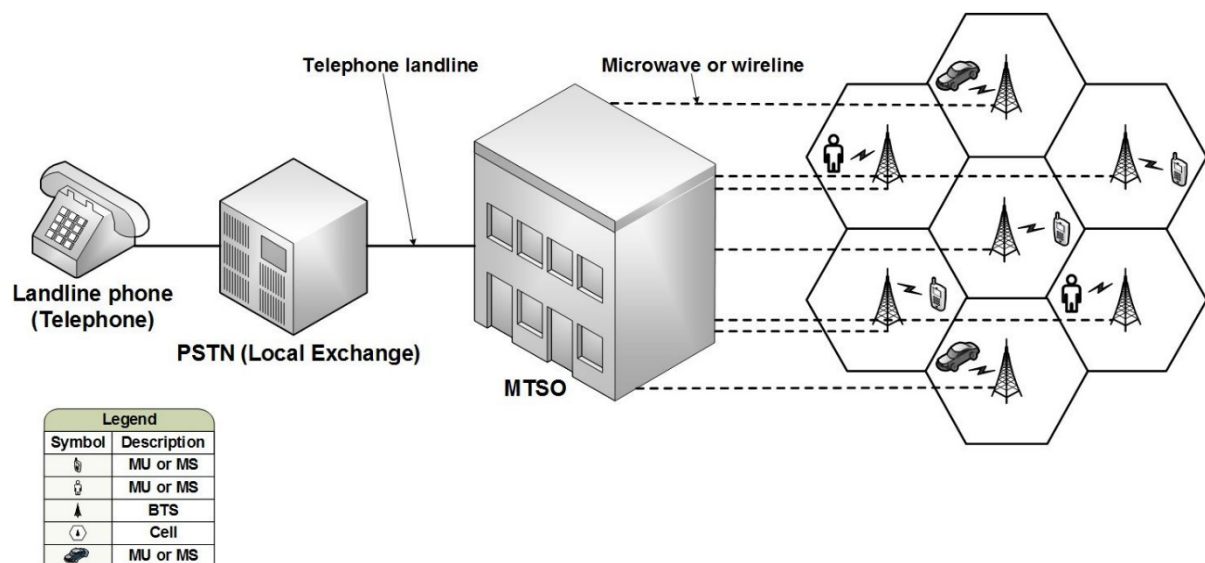 Telephone landline
Microwave or wireline
Landline phone
(Telephone)
PSTN (Local Exchange)
MTSO
Legend
Symbol Description
MU or MS
MU or MS
BTS
Cell
MU or MS